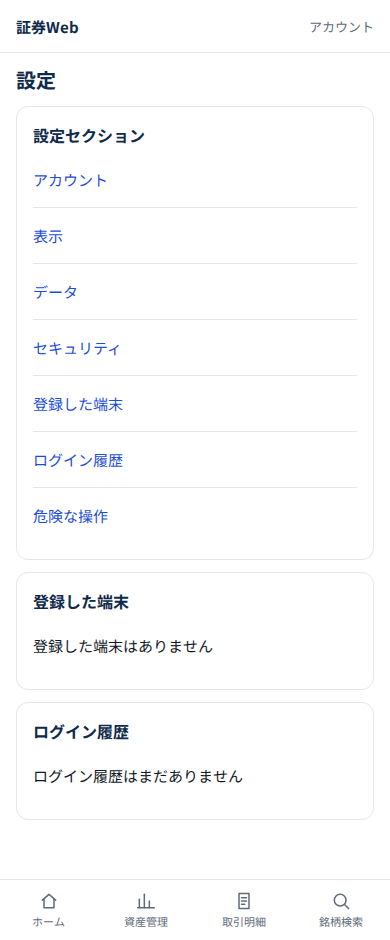 証券Web
アカウント
設定
設定セクション
アカウント
表示
データ
セキュリティ
登録した端末
ログイン履歴
危険な操作
登録した端末
登録した端末はありません
ログイン履歴
ログイン履歴はまだありません
ホーム
資産管理
取引明細
銘柄検索